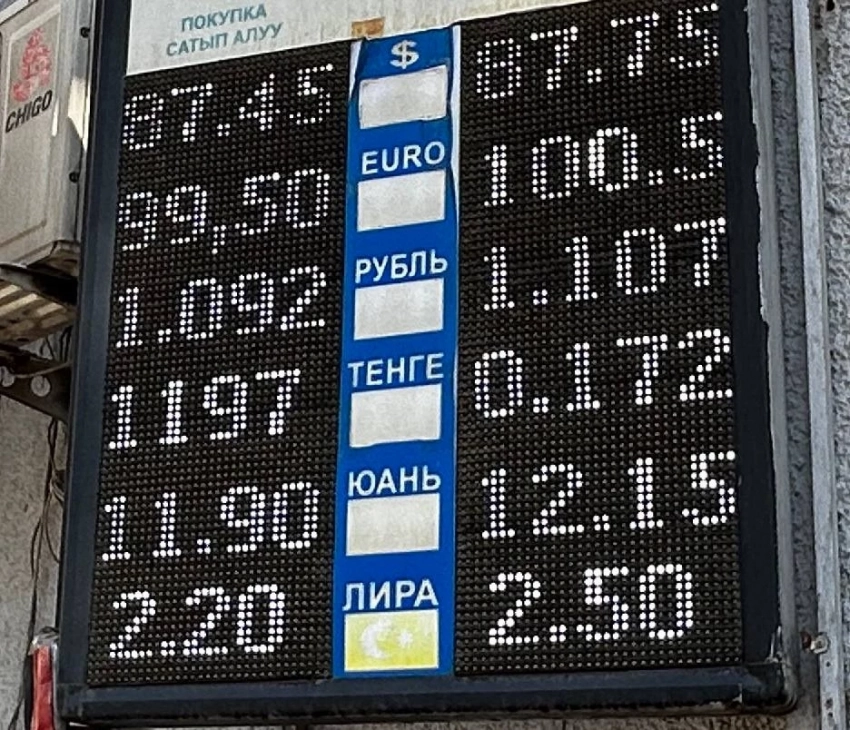 CHIGO
ПОКУПКА
САТЫП АЛУУ
87.45 $ 87.75
99,50 EURO 100.5
1.092 РУБЛЬ 1.107
1197 ТЕНГЕ 0.172
11.90 ЮАНЬ 12.15
2.20 ЛИРА 2.50